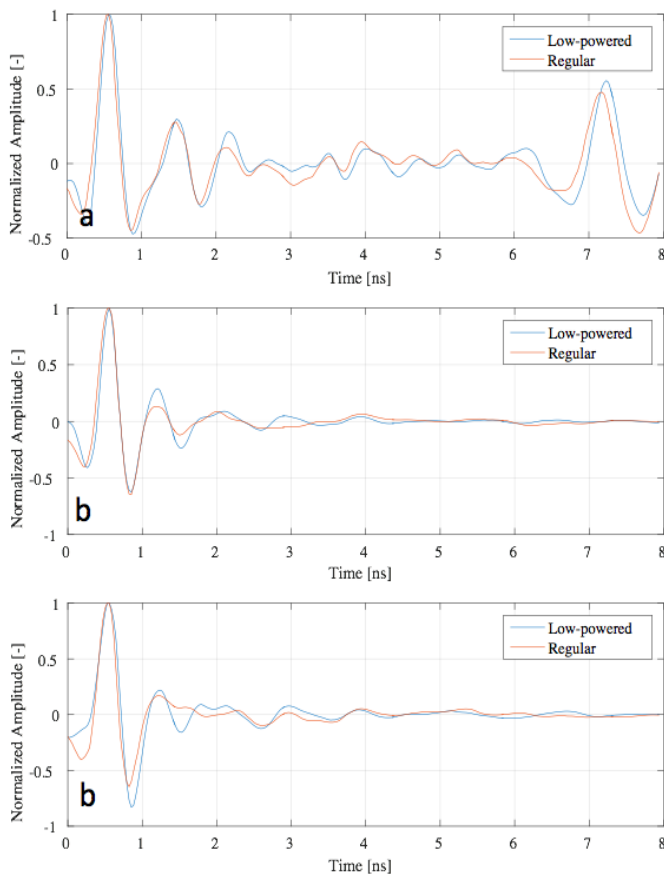 1
0.5
0
-0.5
Normalized Amplitude [-]
Low-powered
Regular
a
0 1 2 3 4 5 6 7 8
Time [ns]
1
0.5
0
-0.5
-1
Normalized Amplitude [-]
Low-powered
Regular
b
0 1 2 3 4 5 6 7 8
Time [ns]
1
0.5
0
-0.5
-1
Normalized Amplitude [-]
Low-powered
Regular
b
0 1 2 3 4 5 6 7 8
Time [ns]